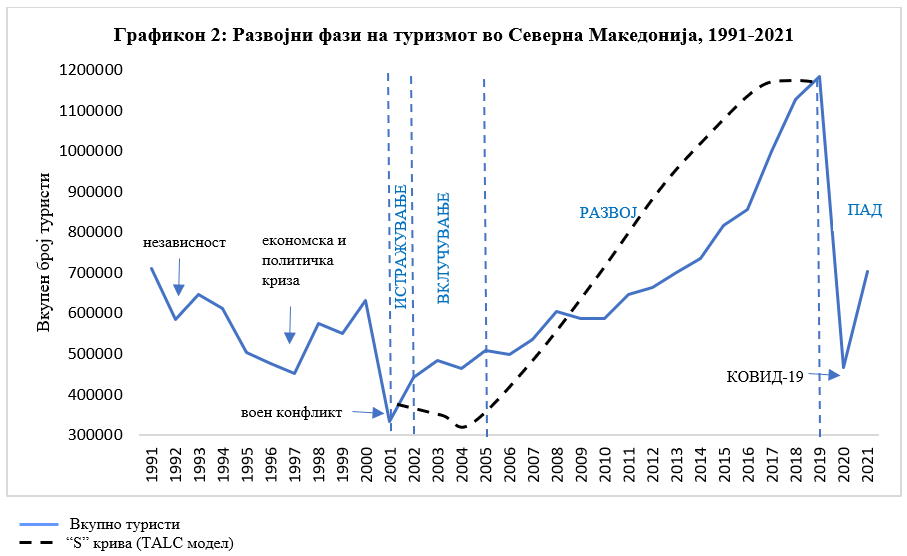 Графикон 2: Развојни фази на туризмот во Северна Македонија, 1991-2021
Вкупен број туристи
1200000
1100000
1000000
900000
800000
700000
600000
500000
400000
300000
независност
економска и
политичка
криза
воен конфликт
ИСТРАЖУВАЊЕ
ВКЛУЧУВАЊЕ
РАЗВОЈ
ПАД
КОВИД-19
1991
1992
1993
1994
1995
1996
1997
1998
1999
2000
2001
2002
2003
2004
2005
2006
2007
2008
2009
2010
2011
2012
2013
2014
2015
2016
2017
2018
2019
2020
2021
Вкупно туристи
“S” крива (TALC модел)